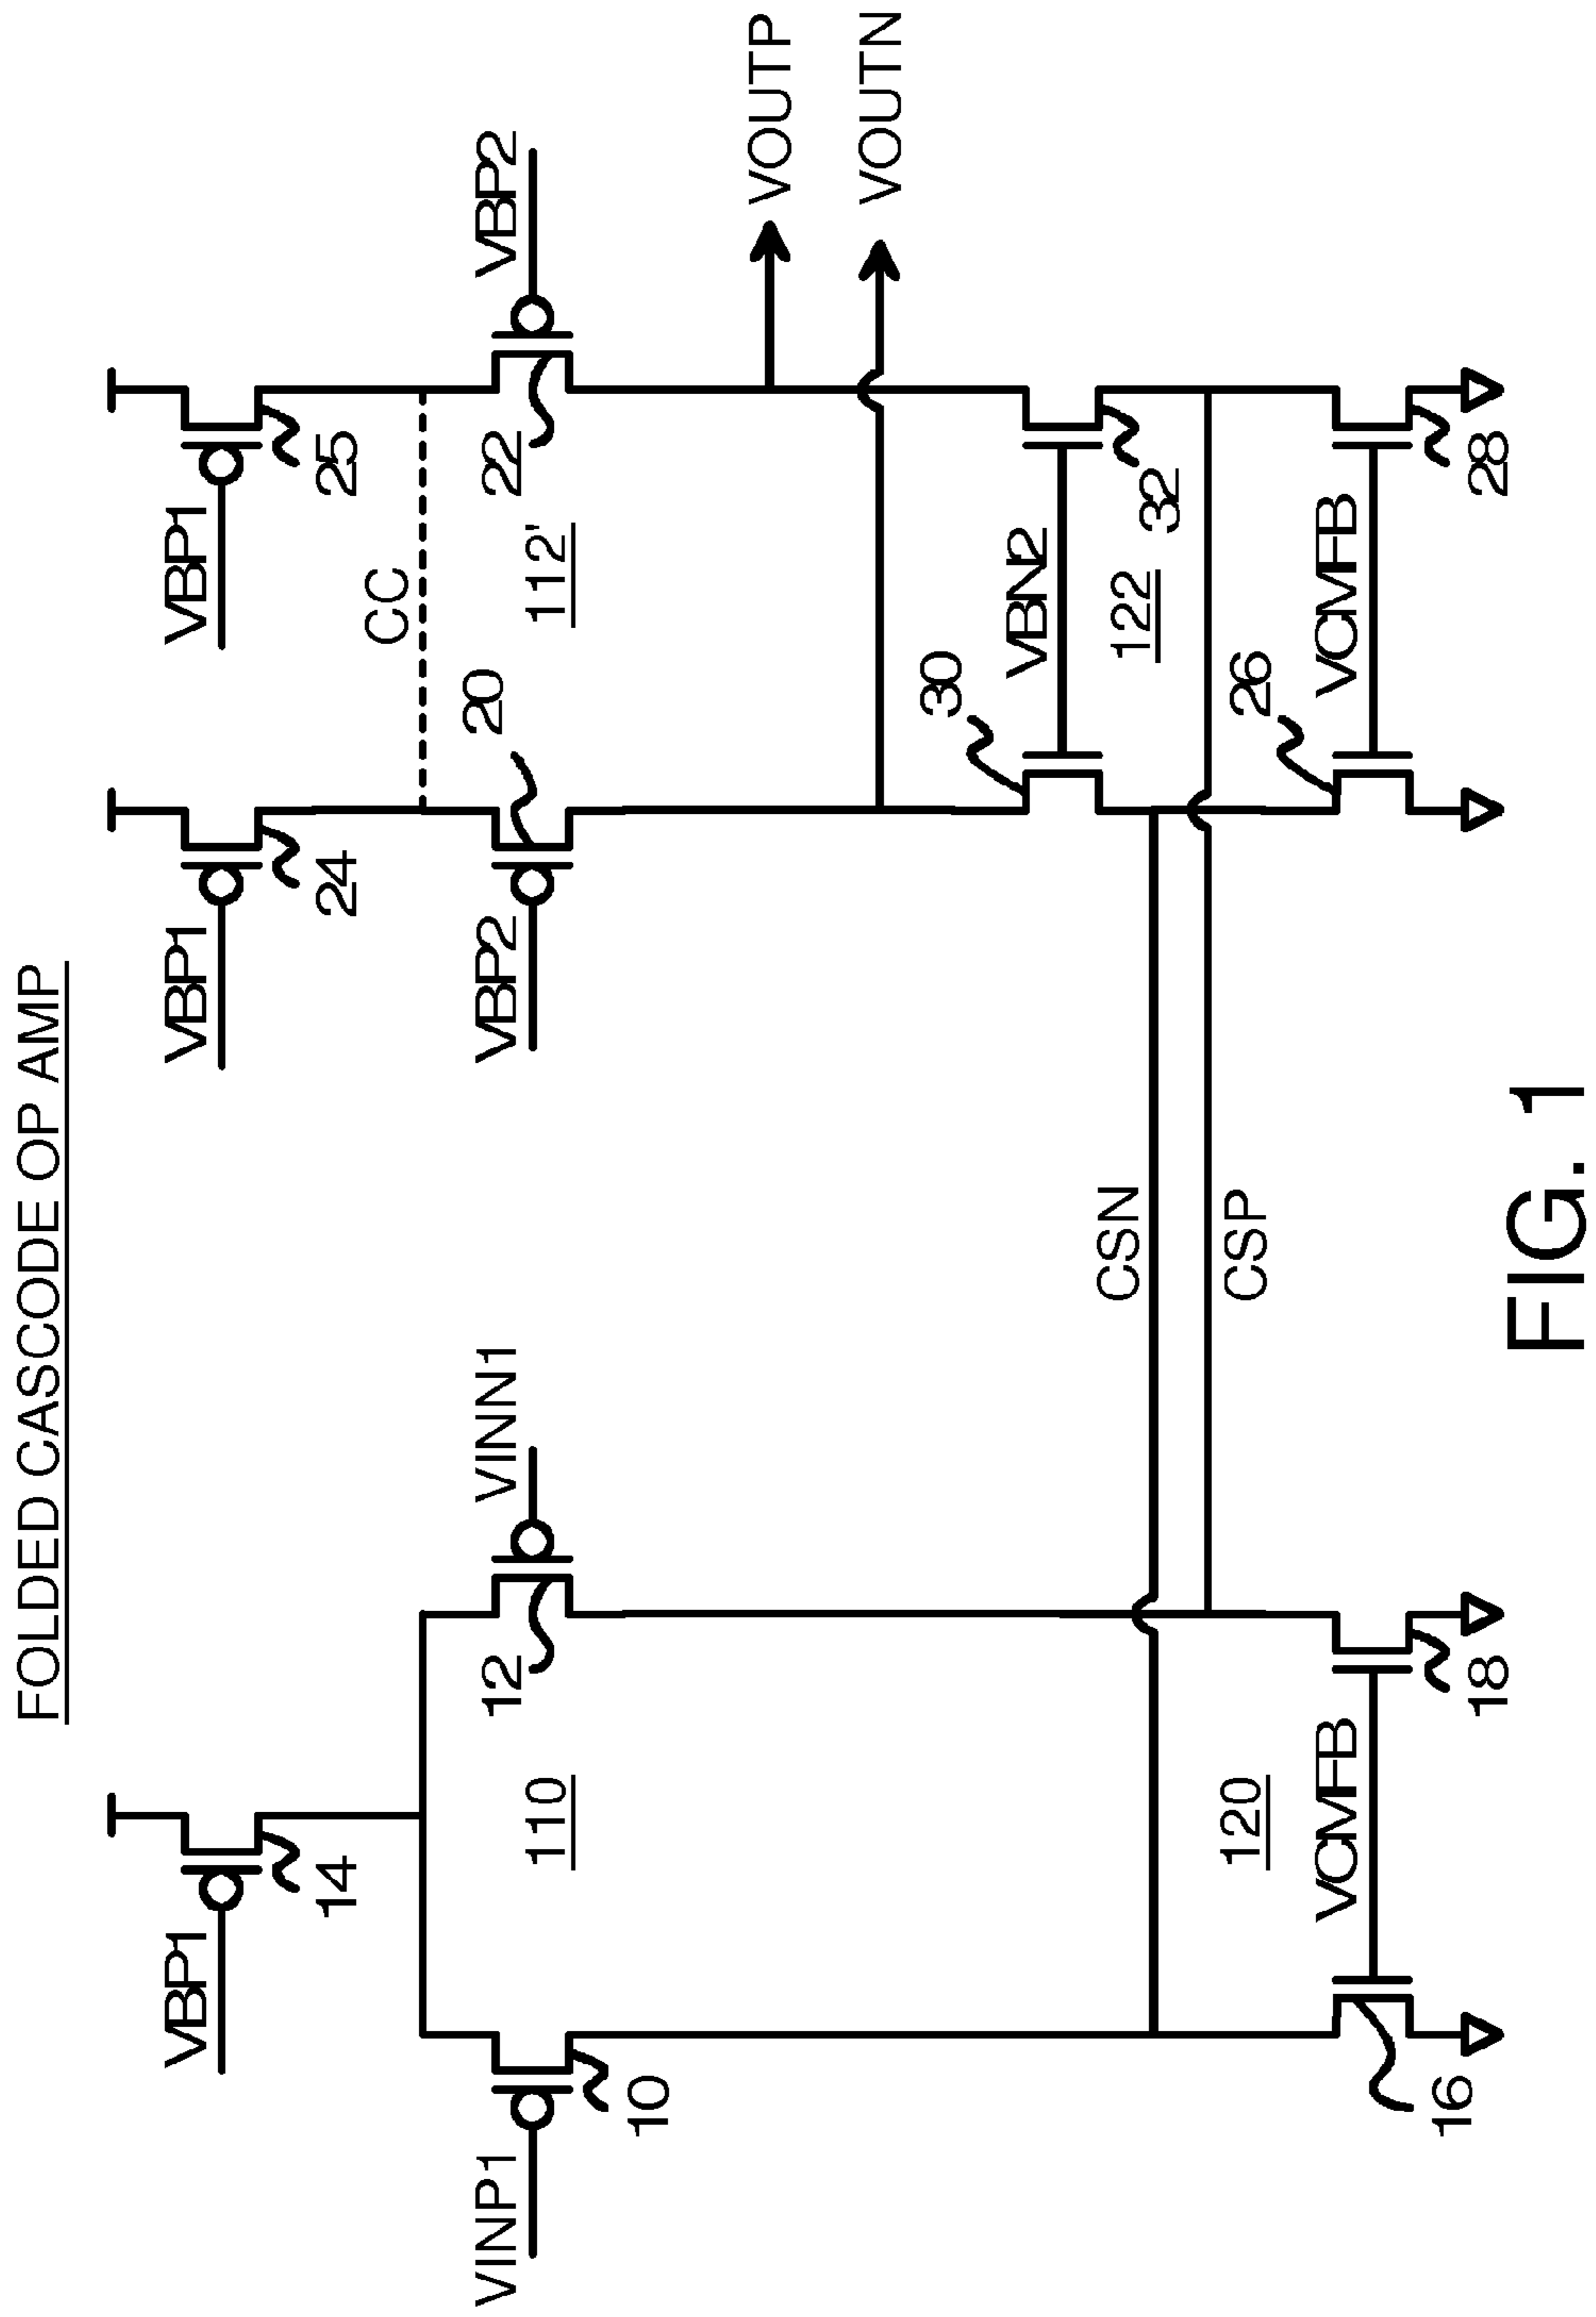 FOLDED CASCODE OP AMP
VBP1
14
VBP1
24
VBP1
25
CC
VINP1
10
110
12
VINN1
VBP2
20
112'
22
VBP2
VOUTP
VOUTN
30
VBN2
32
122
CSN
CSP
120
VCMFB
16
18
26
VCMFB
28
FIG. 1